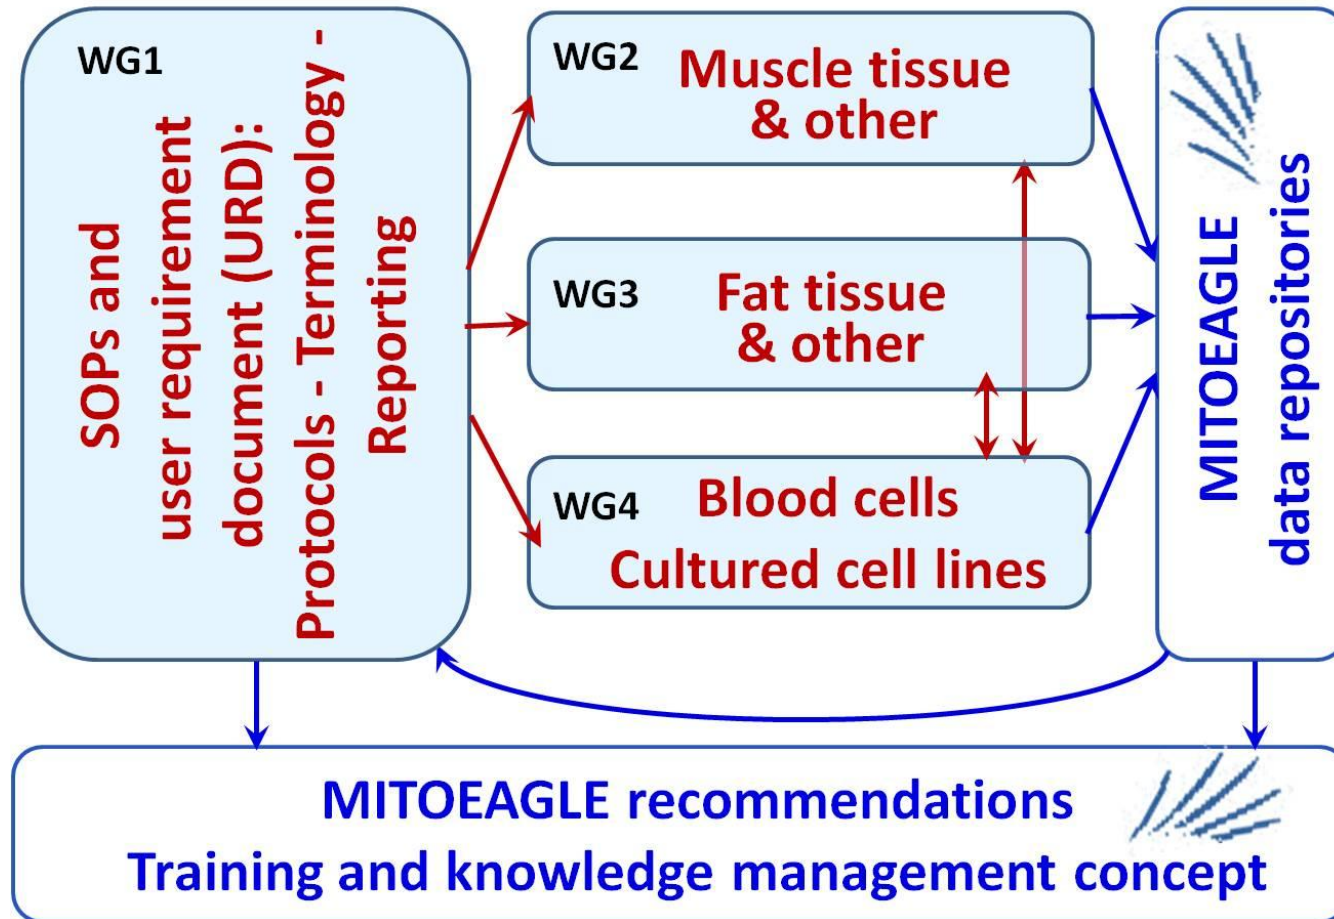 WG1
SOPs and
user requirement
document (URD):
Protocols - Terminology -
Reporting
WG2
Muscle tissue
& other
WG3
Fat tissue
& other
WG4
Blood cells
Cultured cell lines
MITOEAGLE
data repositories
MITOEAGLE recommendations
Training and knowledge management concept